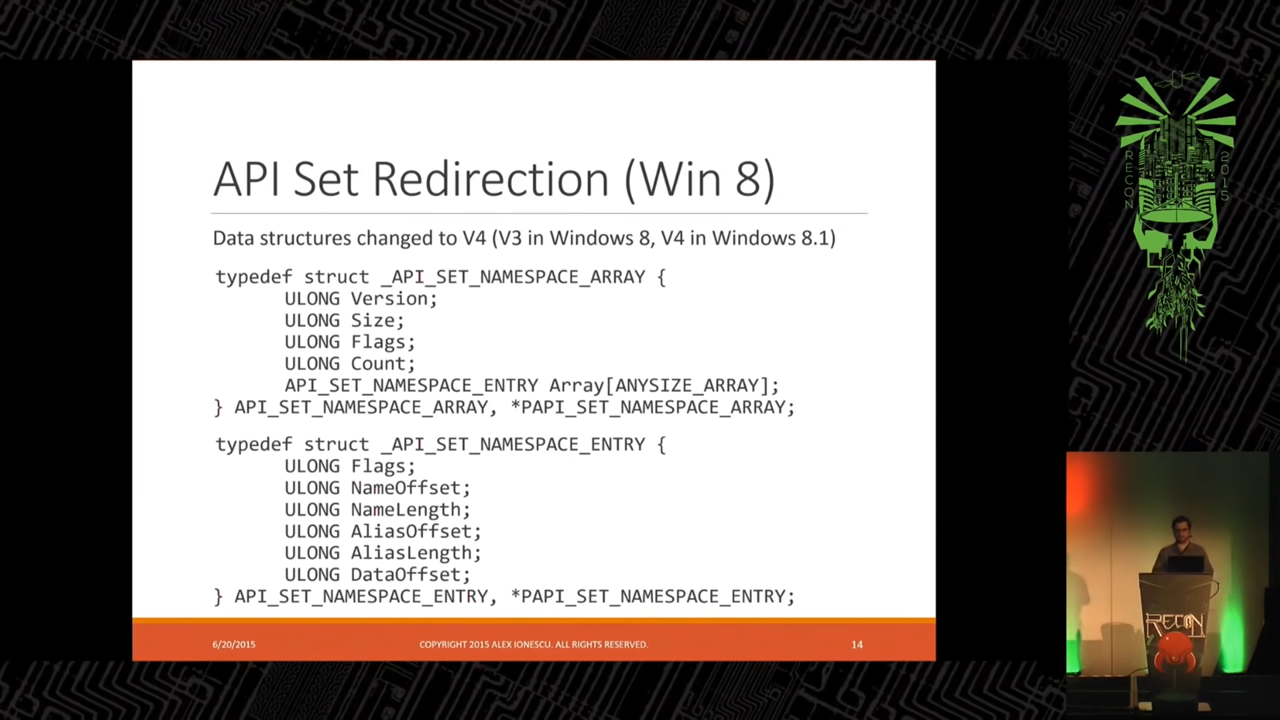 API Set Redirection (Win 8)
Data structures changed to V4 (V3 in Windows 8, V4 in Windows 8.1)
typedef struct _API_SET_NAMESPACE_ARRAY {
ULONG Version;
ULONG Size;
ULONG Flags;
ULONG Count;
API_SET_NAMESPACE_ENTRY Array[ANYSIZE_ARRAY];
} API_SET_NAMESPACE_ARRAY, *PAPI_SET_NAMESPACE_ARRAY;
typedef struct _API_SET_NAMESPACE_ENTRY {
ULONG Flags;
ULONG NameOffset;
ULONG NameLength;
ULONG AliasOffset;
ULONG AliasLength;
ULONG DataOffset;
} API_SET_NAMESPACE_ENTRY, *PAPI_SET_NAMESPACE_ENTRY;
6/20/2015
COPYRIGHT 2015 ALEX IONESCU. ALL RIGHTS RESERVED.
14
RECON
2015
RECON